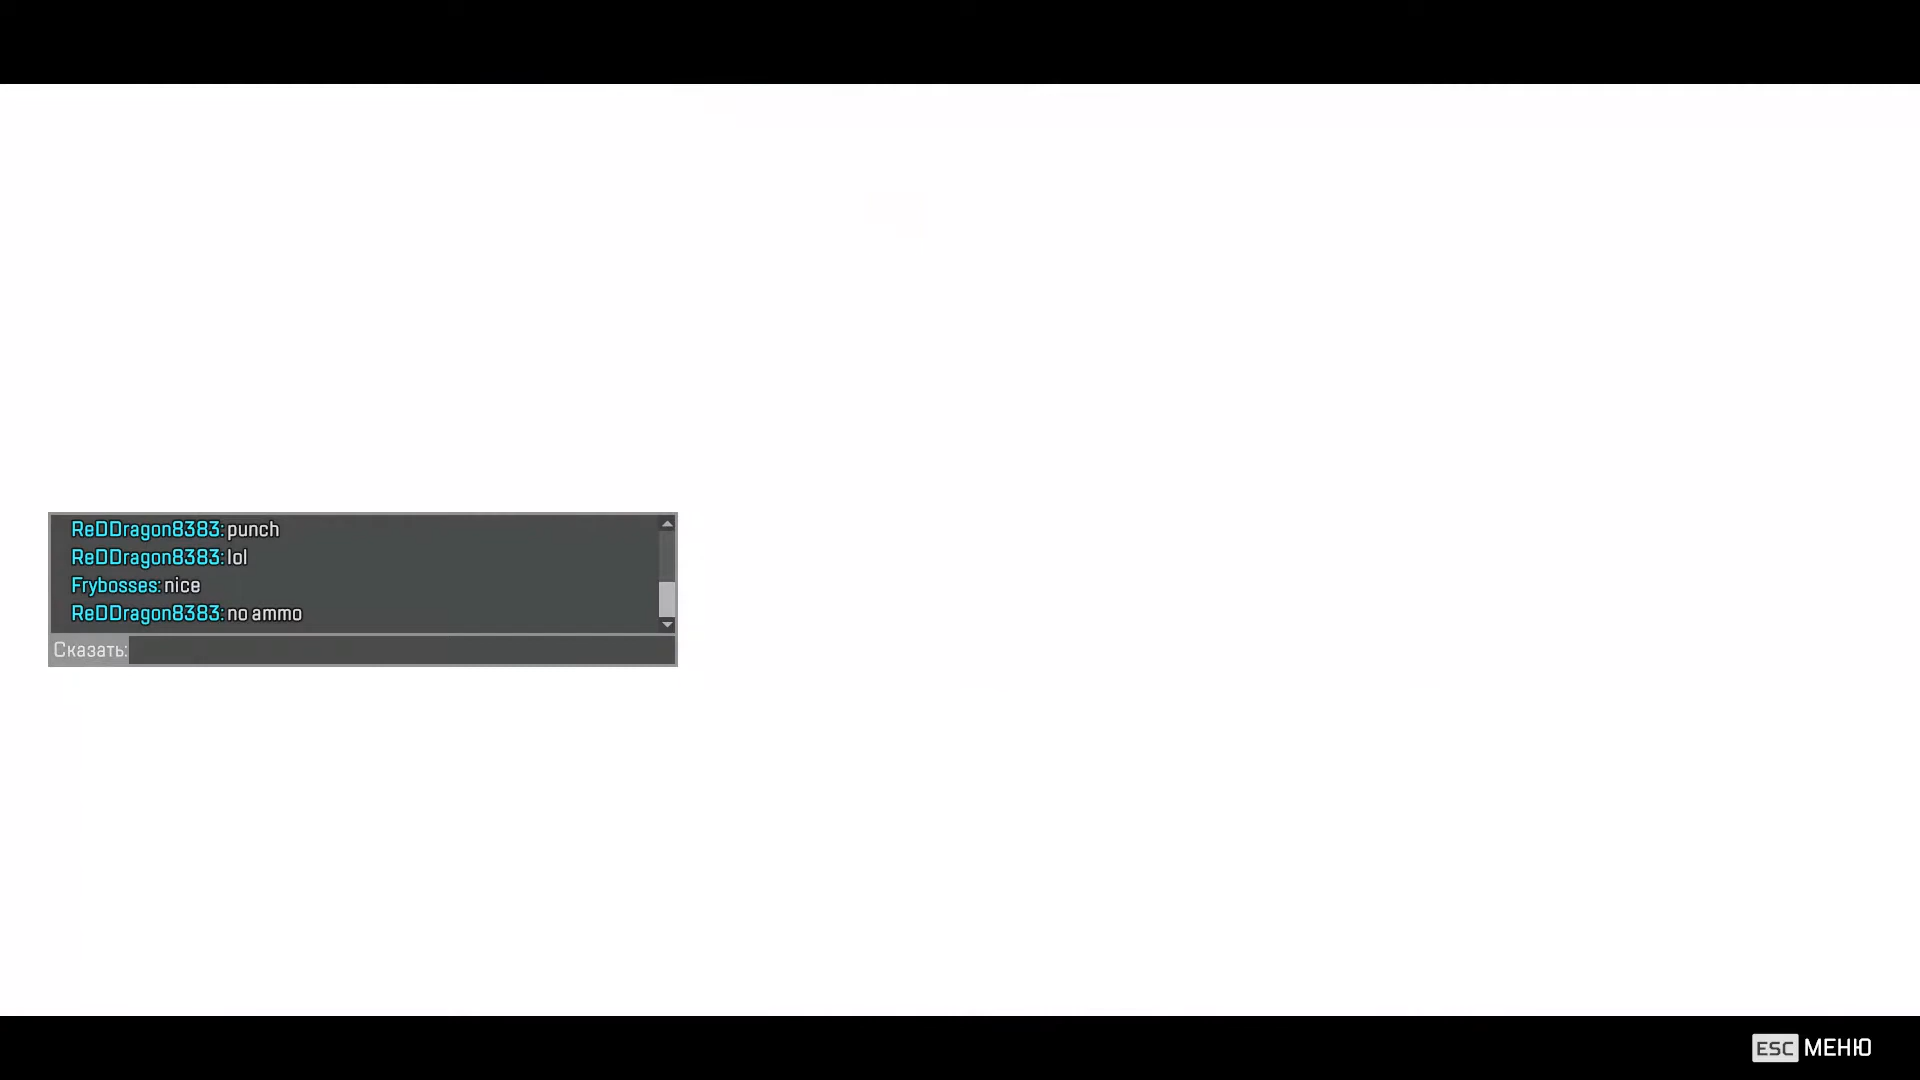 ReDDragon8383: punch
ReDDragon8383: lol
Frybosses: nice
ReDDragon8383: no ammo
Сказать:
ESC МЕНЮ